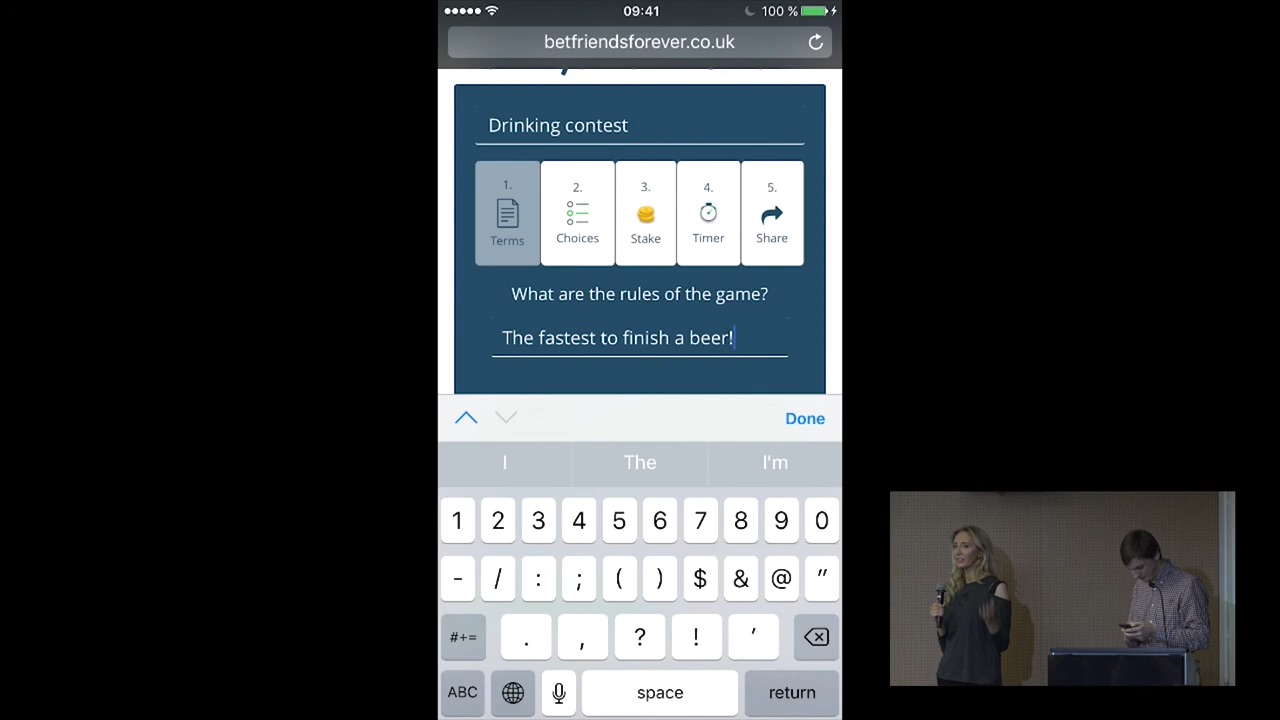 09:41
100 %
betfriendsforever.co.uk
Drinking contest
1. 2. 3. 4. 5.
Terms Choices Stake Timer Share
What are the rules of the game?
The fastest to finish a beer!
Done
I The I'm
1 2 3 4 5 6 7 8 9 0
- / : ; ( ) $ & @ "
#+= . , ? ! '
ABC space return